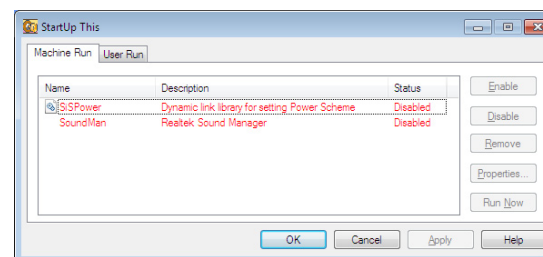 StartUp This
Machine Run
User Run
Name Description Status
SiSPower Dynamic link library for setting Power Scheme Disabled
SoundMan Realtek Sound Manager Disabled
Enable
Disable
Remove
Properties...
Run Now
OK Cancel Apply Help